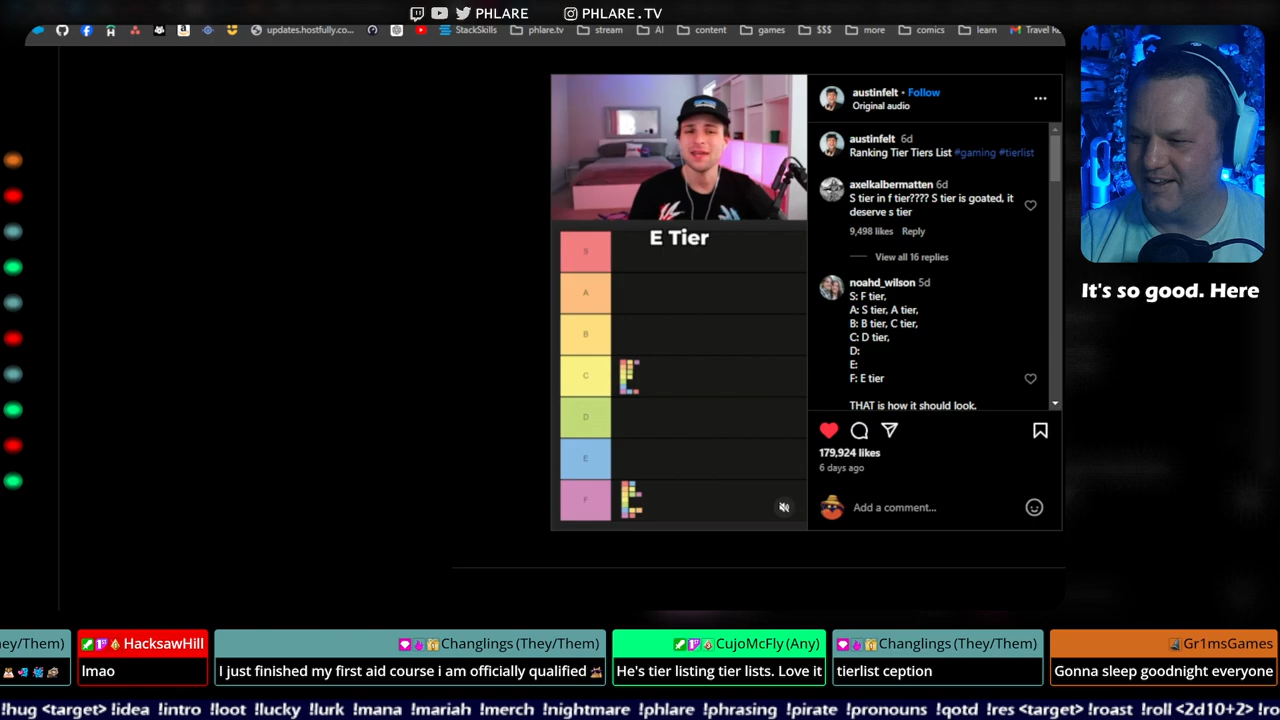 PHLARE
PHLARE.TV
updates.hostfully.co...
StackSkills
phlare.tv
stream
AI
content
games
$$$
more
comics
learn
Travel Re
E Tier
S
A
B
C
D
E
F
austinfelt • Follow
Original audio
austinfelt 6d
Ranking Tier Tiers List #gaming #tierlist
axelkalbermatten 6d
S tier in f tier???? S tier is goated, it
deserve s tier
9,498 likes Reply
View all 16 replies
noahd_wilson 5d
S: F tier,
A: S tier, A tier,
B: B tier, C tier,
C: D tier,
D:
E:
F: E tier
THAT is how it should look.
179,924 likes
6 days ago
Add a comment...
It's so good. Here
ey/Them)
HacksawHill
lmao
Changlings (They/Them)
I just finished my first aid course i am officially qualified
CujoMcFly (Any)
He's tier listing tier lists. Love it
Changlings (They/Them)
tierlist ception
Gr1msGames
Gonna sleep goodnight everyone
!hug <target> !idea !intro !loot !lucky !lurk !mana !mariah !merch !nightmare !phlare !phrasing !pirate !pronouns !qotd !res <target> !roast !roll <2d10+2> !ro